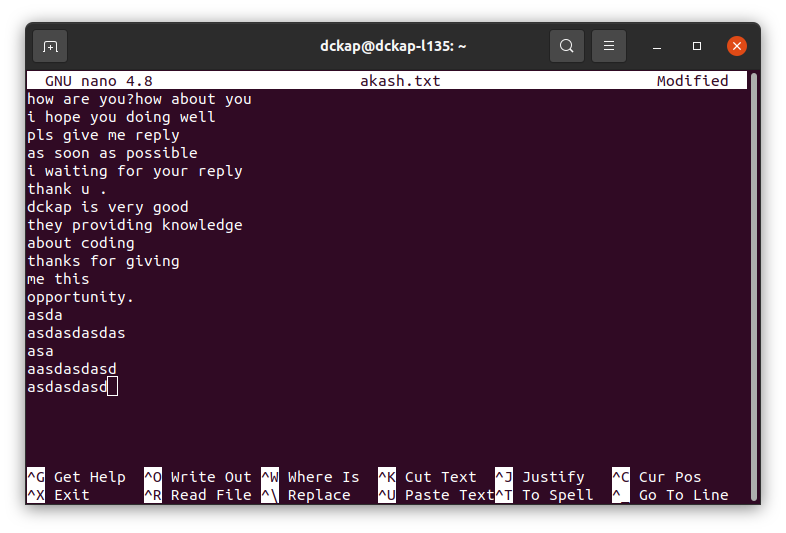 dckap@dckap-l135: ~
GNU nano 4.8 akash.txt Modified
how are you?how about you
i hope you doing well
pls give me reply
as soon as possible
i waiting for your reply
thank u .
dckap is very good
they providing knowledge
about coding
thanks for giving
me this
opportunity.
asda
asdasdasdas
asa
aasdasdasd
asdasdasd
^G Get Help ^O Write Out ^W Where Is ^K Cut Text ^J Justify ^C Cur Pos
^X Exit ^R Read File ^\ Replace ^U Paste Text ^T To Spell ^_ Go To Line